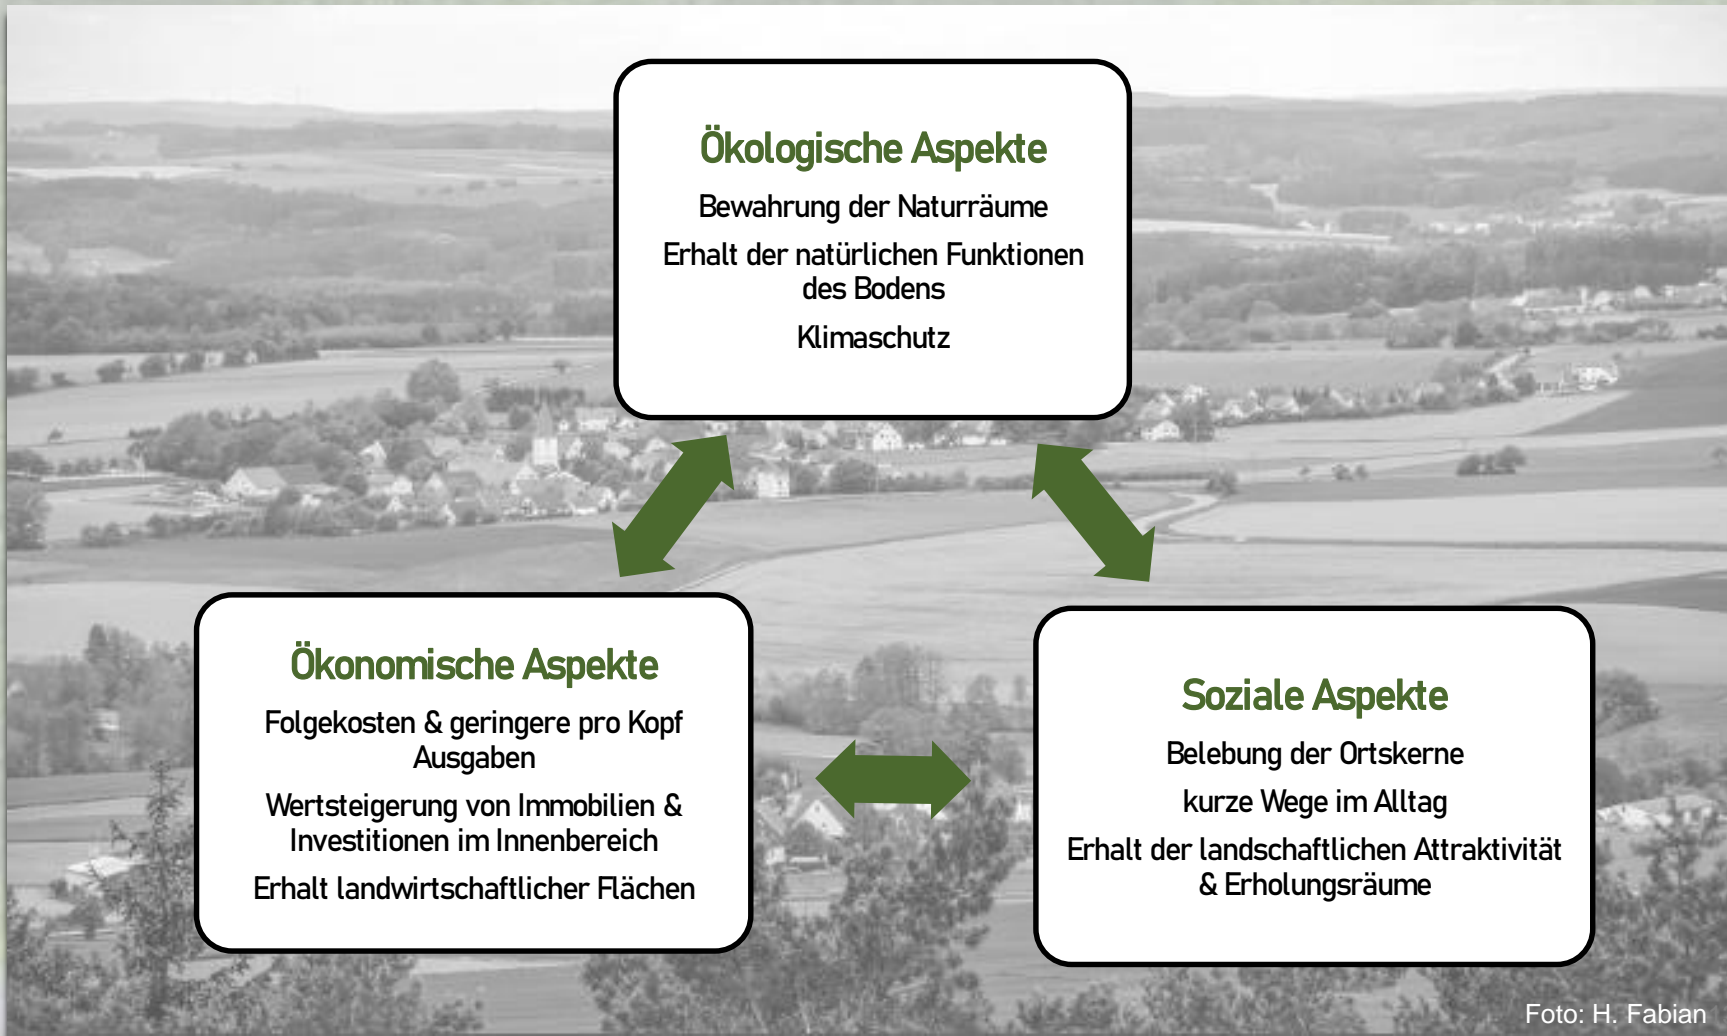 Ökologische Aspekte
Bewahrung der Naturräume
Erhalt der natürlichen Funktionen
des Bodens
Klimaschutz
Ökonomische Aspekte
Folgekosten & geringere pro Kopf
Ausgaben
Wertsteigerung von Immobilien &
Investitionen im Innenbereich
Erhalt landwirtschaftlicher Flächen
Soziale Aspekte
Belebung der Ortskerne
kurze Wege im Alltag
Erhalt der landschaftlichen Attraktivität
& Erholungsräume
Foto: H. Fabian